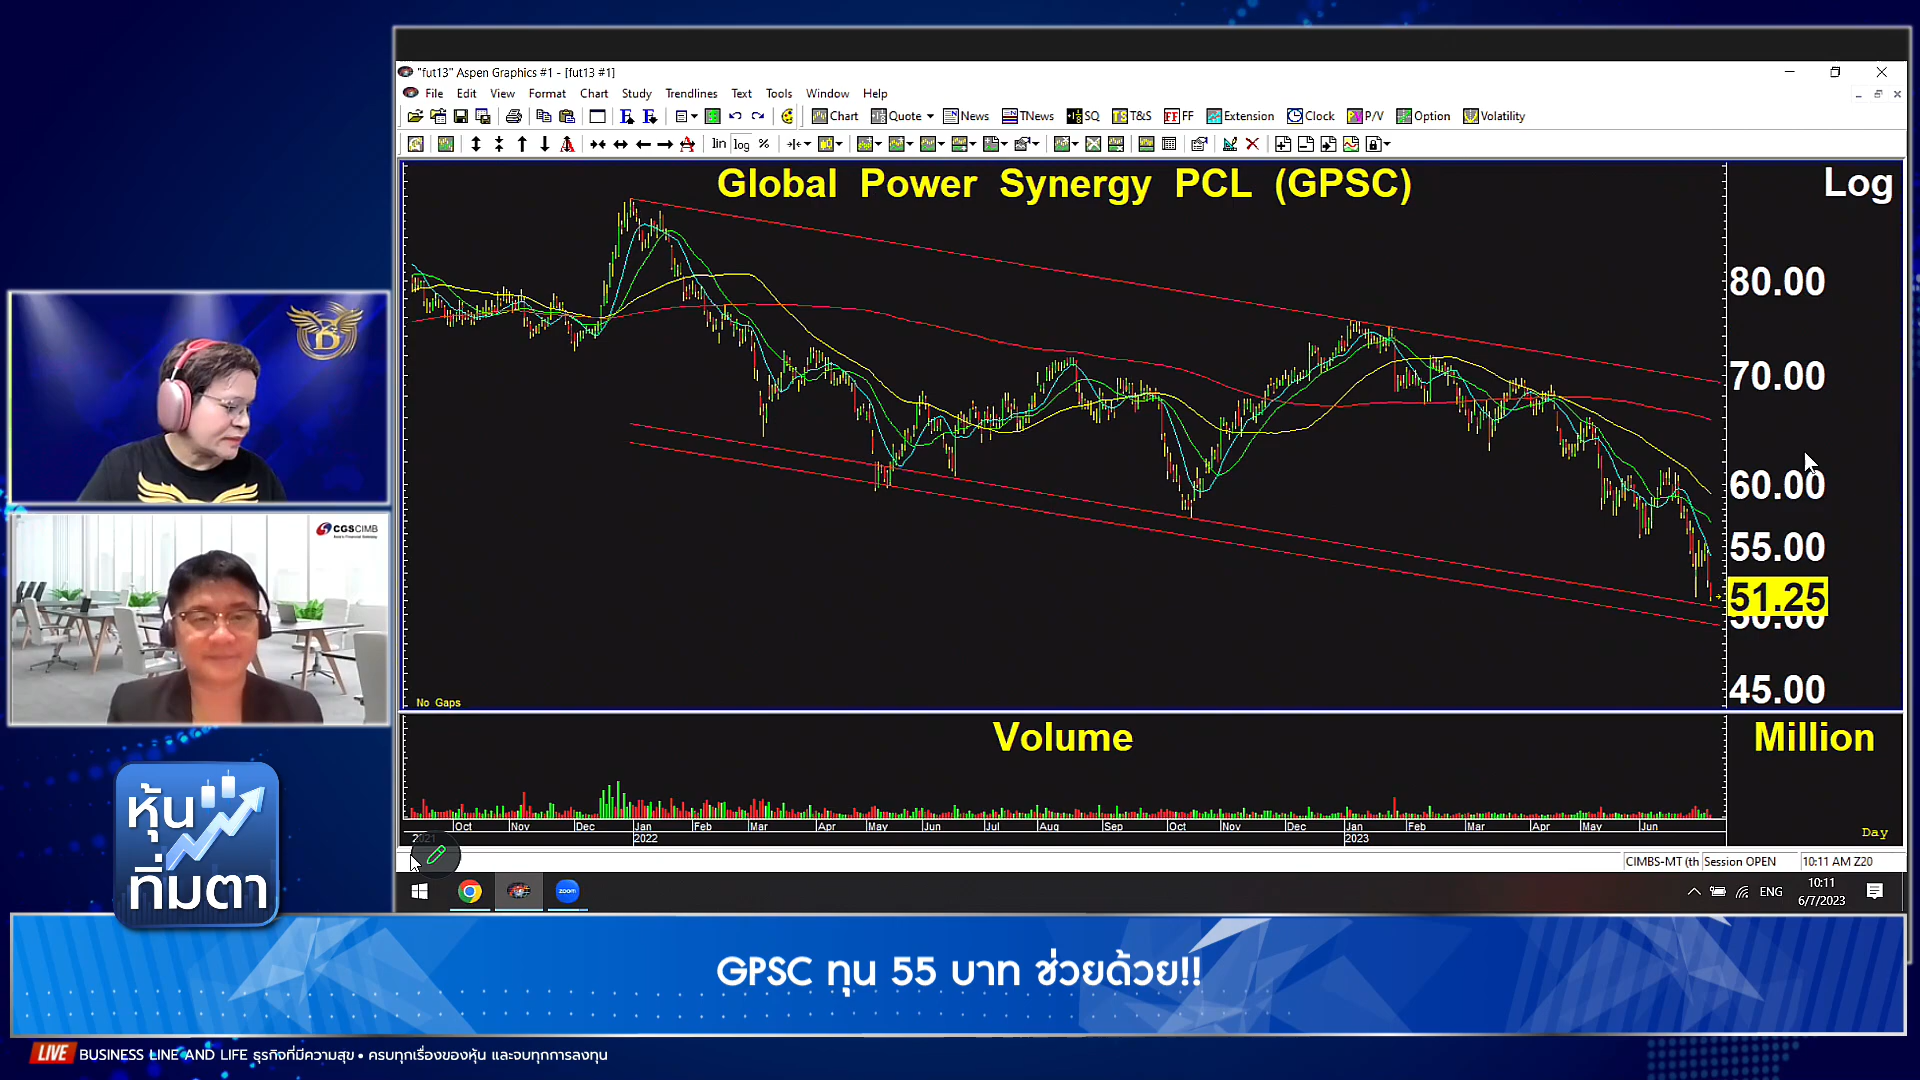 "fut13" Aspen Graphics #1 - [fut13 #1]
File Edit View Format Chart Study Trendlines Text Tools Window Help
Chart Quote News TNews SQ T&S FF Extension Clock P/V Option Volatility
lin log %
Global Power Synergy PCL (GPSC)
Log
80.00
70.00
60.00
55.00
51.25
50.00
45.00
No Gaps
Volume
Million
Oct Nov Dec Jan Feb Mar Apr May Jun Jul Aug Sep Oct Nov Dec Jan Feb Mar Apr May Jun
2021 2022 2023
Day
CIMBS-MT (th Session OPEN 10:11 AM Z20
zoom
ENG
10:11
6/7/2023
B
CGS CIMB
หุ้น
ทิ่มตา
GPSC ทุน 55 บาท ช่วยด้วย!!
LIVE BUSINESS LINE AND LIFE ธุรกิจที่มีความสุข • ครบทุกเรื่องของหุ้น และจบทุกการลงทุน